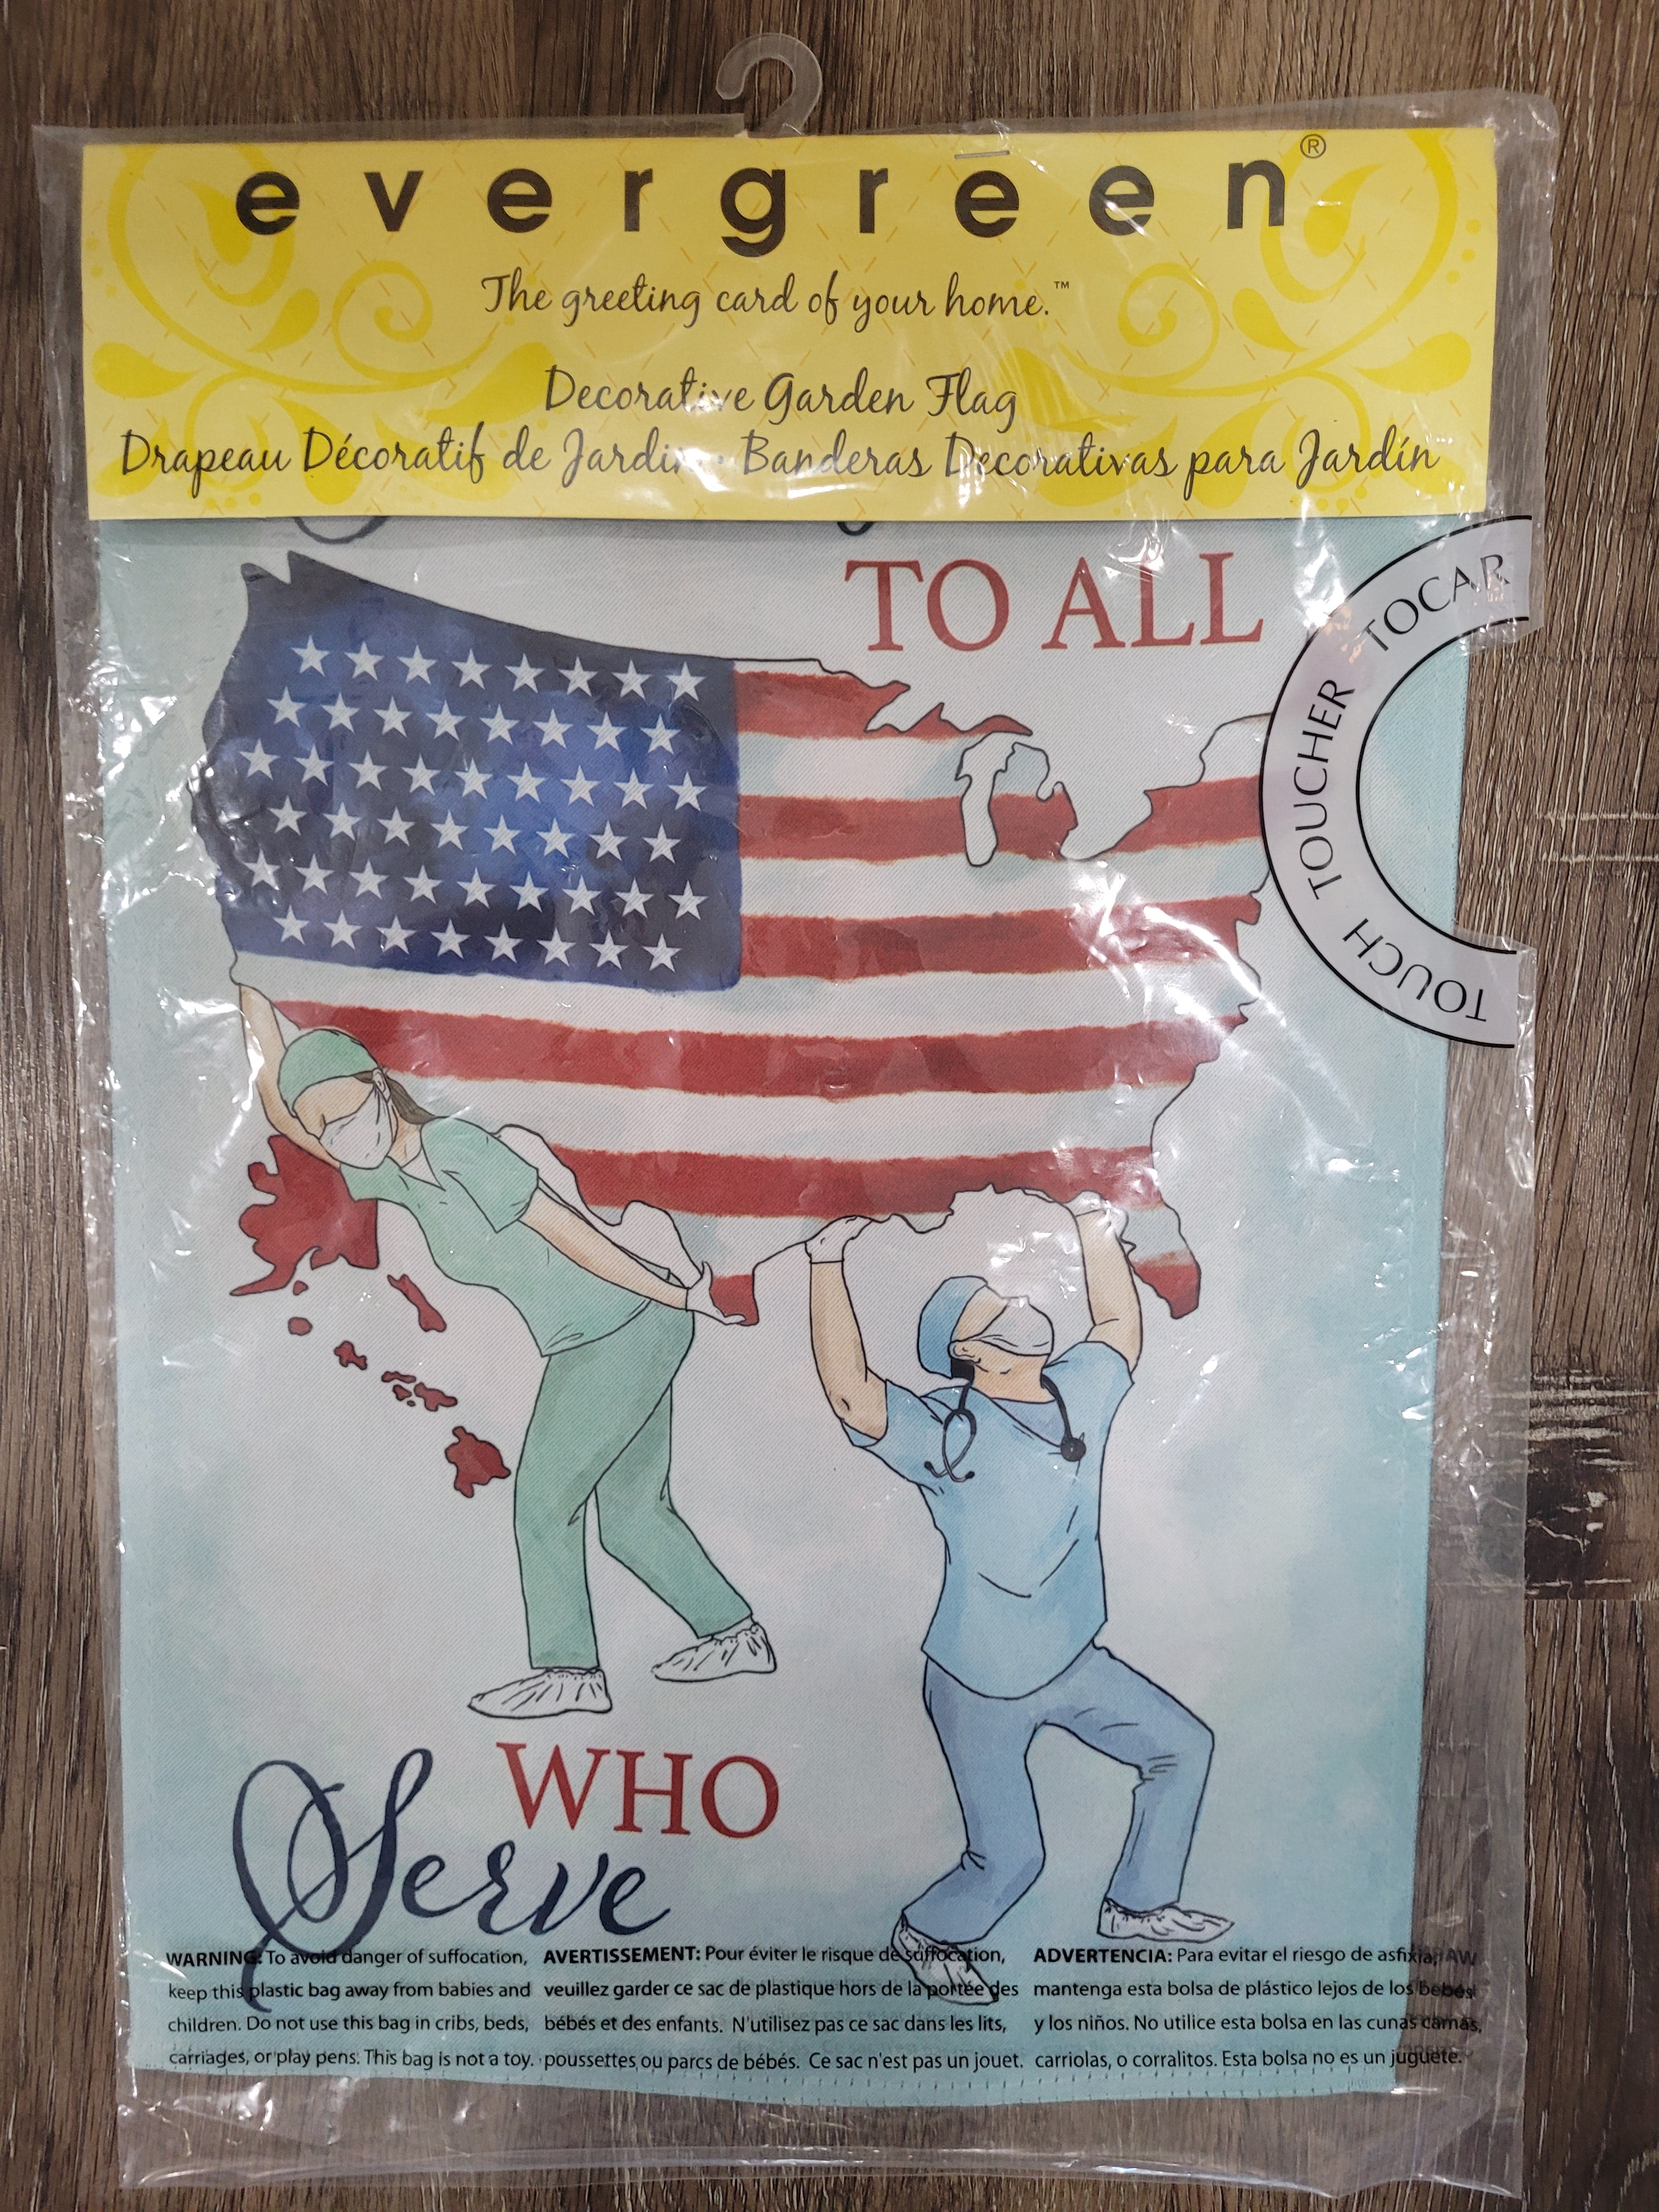 evergreen®
The greeting card of your home.™
Decorative Garden Flag
Drapeau Décoratif de Jardin • Banderas Decorativas para Jardín
TO ALL
TOCAR
TOUCHER
TOUCH
WHO
Serve
WARNING: To avoid danger of suffocation,
keep this plastic bag away from babies and
children. Do not use this bag in cribs, beds,
carriages, or play pens. This bag is not a toy.
AVERTISSEMENT: Pour éviter le risque de suffocation,
veuillez garder ce sac de plastique hors de la portée des
bébés et des enfants. N'utilisez pas ce sac dans les lits,
poussettes ou parcs de bébés. Ce sac n'est pas un jouet.
ADVERTENCIA: Para evitar el riesgo de asfixia,
mantenga esta bolsa de plástico lejos de los bebés
y los niños. No utilice esta bolsa en las cunas camas,
carriolas, o corralitos. Esta bolsa no es un juguete.